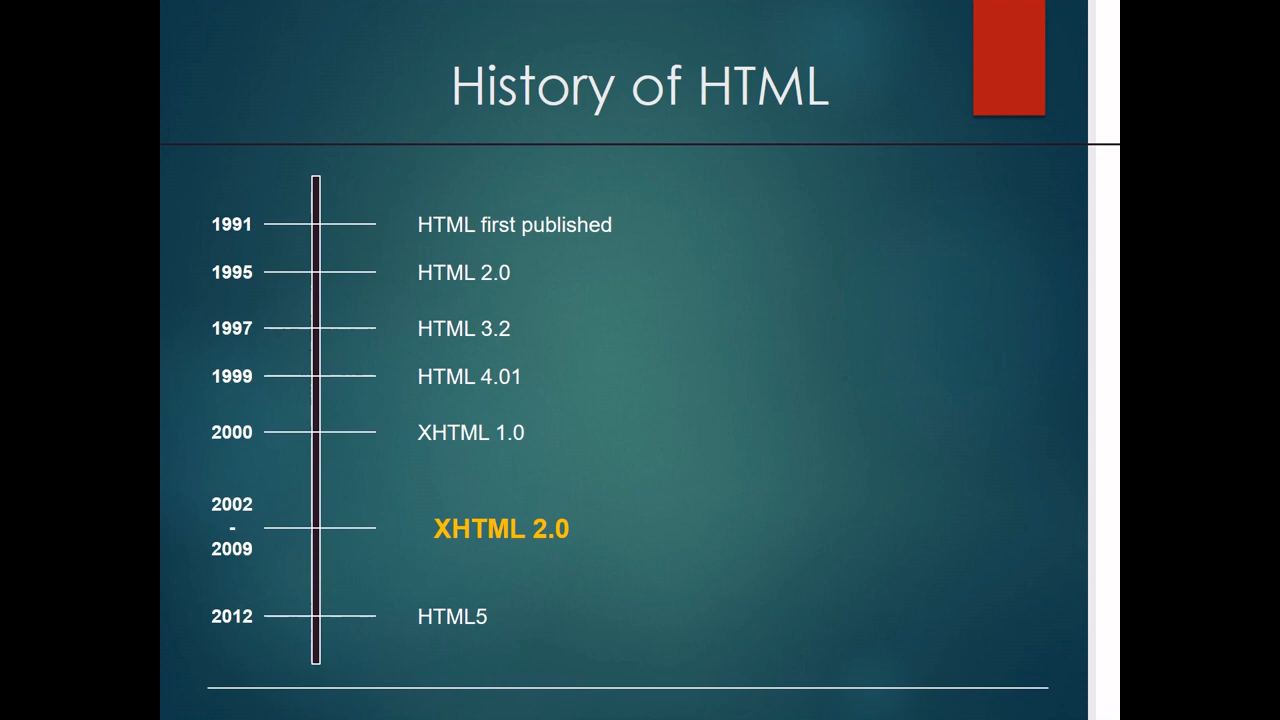 History of HTML
1991 HTML first published
1995 HTML 2.0
1997 HTML 3.2
1999 HTML 4.01
2000 XHTML 1.0
2002
- XHTML 2.0
2009
2012 HTML5